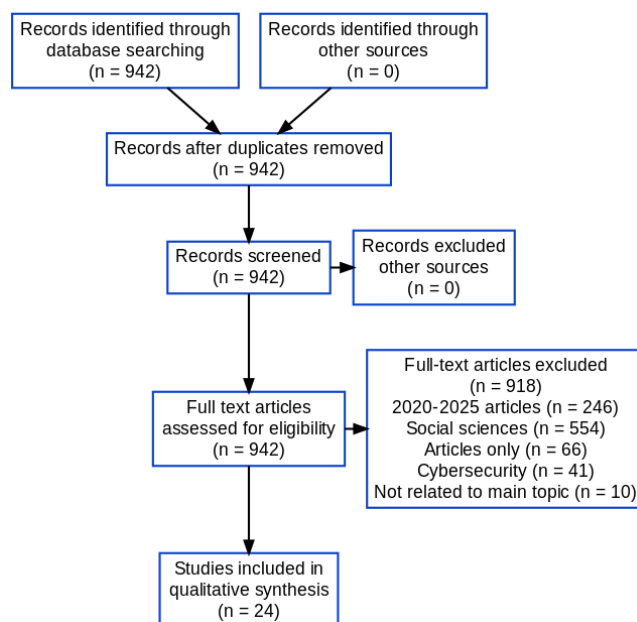 Records identified through
database searching
(n = 942)
Records identified through
other sources
(n = 0)
Records after duplicates removed
(n = 942)
Records screened
(n = 942)
Records excluded
other sources
(n = 0)
Full text articles
assessed for eligibility
(n = 942)
Full-text articles excluded
(n = 918)
2020-2025 articles (n = 246)
Social sciences (n = 554)
Articles only (n = 66)
Cybersecurity (n = 41)
Not related to main topic (n = 10)
Studies included in
qualitative synthesis
(n = 24)